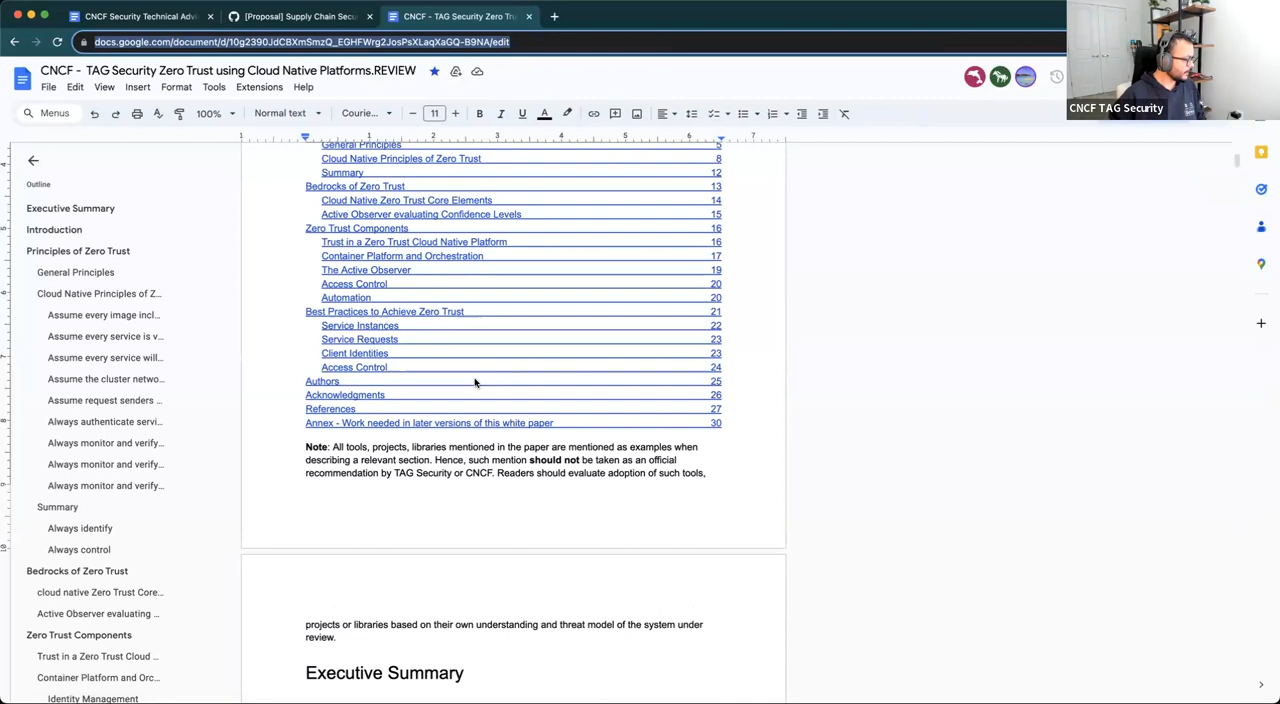 CNCF Security Technical Advi
[Proposal] Supply Chain Secu
CNCF - TAG Security Zero Tru
docs.google.com/document/d/10g2390JdCBXmSmzQ_EGHFWrg2JosPsXLaqXaGQ-B9NA/edit
CNCF - TAG Security Zero Trust using Cloud Native Platforms.REVIEW
File Edit View Insert Format Tools Extensions Help
CNCF TAG Security
Menus 100% Normal text Courie... 11
1 1 2 3 4 5 6 7
Outline
Executive Summary
Introduction
Principles of Zero Trust
General Principles
Cloud Native Principles of Z...
Assume every image incl...
Assume every service is v...
Assume every service will...
Assume the cluster netwo...
Assume request senders ...
Always authenticate servi...
Always monitor and verify...
Always monitor and verify...
Always monitor and verify...
Summary
Always identify
Always control
Bedrocks of Zero Trust
cloud native Zero Trust Core...
Active Observer evaluating ...
Zero Trust Components
Trust in a Zero Trust Cloud ...
Container Platform and Orc...
Identity Management
General Principles 5
Cloud Native Principles of Zero Trust 8
Summary 12
Bedrocks of Zero Trust 13
Cloud Native Zero Trust Core Elements 14
Active Observer evaluating Confidence Levels 15
Zero Trust Components 16
Trust in a Zero Trust Cloud Native Platform 16
Container Platform and Orchestration 17
The Active Observer 19
Access Control 20
Automation 20
Best Practices to Achieve Zero Trust 21
Service Instances 22
Service Requests 23
Client Identities 23
Access Control 24
Authors 25
Acknowledgments 26
References 27
Annex - Work needed in later versions of this white paper 30
Note: All tools, projects, libraries mentioned in the paper are mentioned as examples when
describing a relevant section. Hence, such mention should not be taken as an official
recommendation by TAG Security or CNCF. Readers should evaluate adoption of such tools,
projects or libraries based on their own understanding and threat model of the system under
review.
Executive Summary